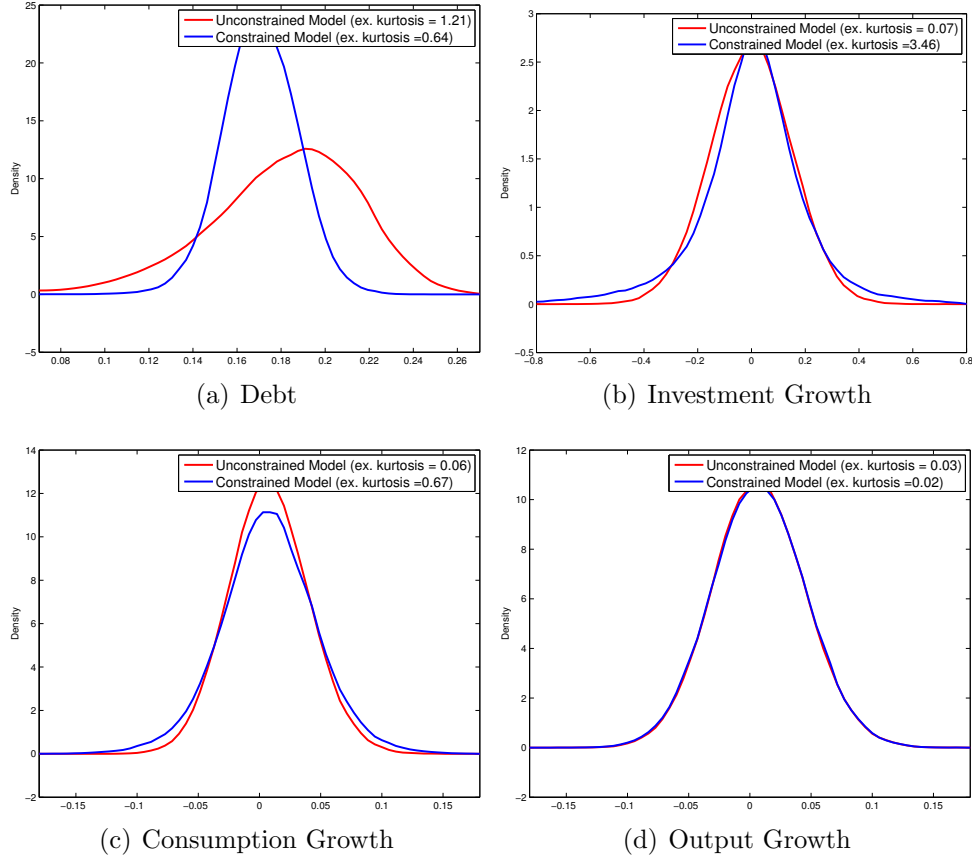 25
20
15
10
5
0
−5
Density
Unconstrained Model (ex. kurtosis = 1.21)
Constrained Model (ex. kurtosis =0.64)
0.08 0.1 0.12 0.14 0.16 0.18 0.2 0.22 0.24 0.26
(a) Debt
3
2.5
2
1.5
1
0.5
0
−0.5
Density
Unconstrained Model (ex. kurtosis = 0.07)
Constrained Model (ex. kurtosis =3.46)
−0.8 −0.6 −0.4 −0.2 0 0.2 0.4 0.6 0.8
(b) Investment Growth
14
12
10
8
6
4
2
0
−2
Density
Unconstrained Model (ex. kurtosis = 0.06)
Constrained Model (ex. kurtosis =0.67)
−0.15 −0.1 −0.05 0 0.05 0.1 0.15
(c) Consumption Growth
12
10
8
6
4
2
0
−2
Density
Unconstrained Model (ex. kurtosis = 0.03)
Constrained Model (ex. kurtosis =0.02)
−0.15 −0.1 −0.05 0 0.05 0.1 0.15
(d) Output Growth